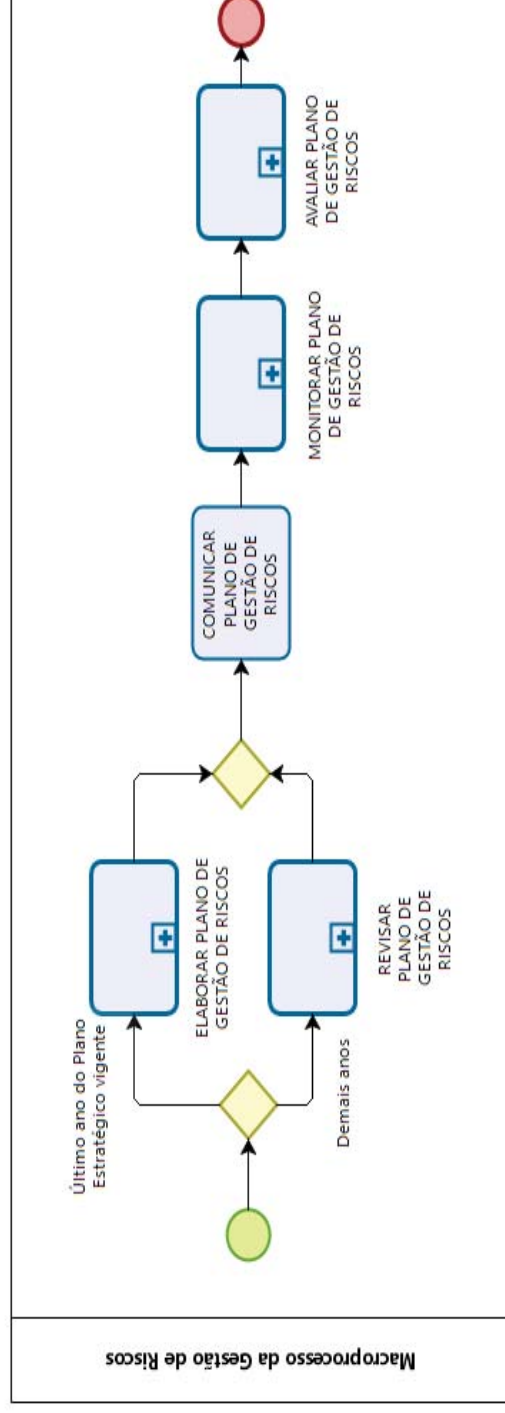 Macroprocesso da Gestão de Riscos
Último ano do Plano
Estratégico vigente
Demais anos
ELABORAR PLANO DE
GESTÃO DE RISCOS
REVISAR
PLANO DE
GESTÃO DE
RISCOS
COMUNICAR
PLANO DE
GESTÃO DE
RISCOS
MONITORAR PLANO
DE GESTÃO DE
RISCOS
AVALIAR PLANO
DE GESTÃO DE
RISCOS